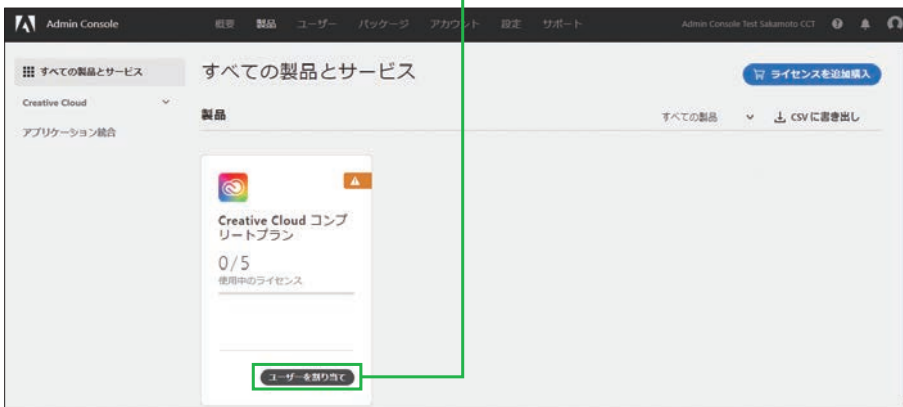 Admin Console
概要 製品 ユーザー パッケージ アカウント 設定 サポート
Admin Console Test Sakamoto CCT
すべての製品とサービス
Creative Cloud
アプリケーション統合
すべての製品とサービス
ライセンスを追加購入
製品
すべての製品
CSV に書き出し
Creative Cloud コンプ
リートプラン
0/5
使用中のライセンス
ユーザーを割り当て